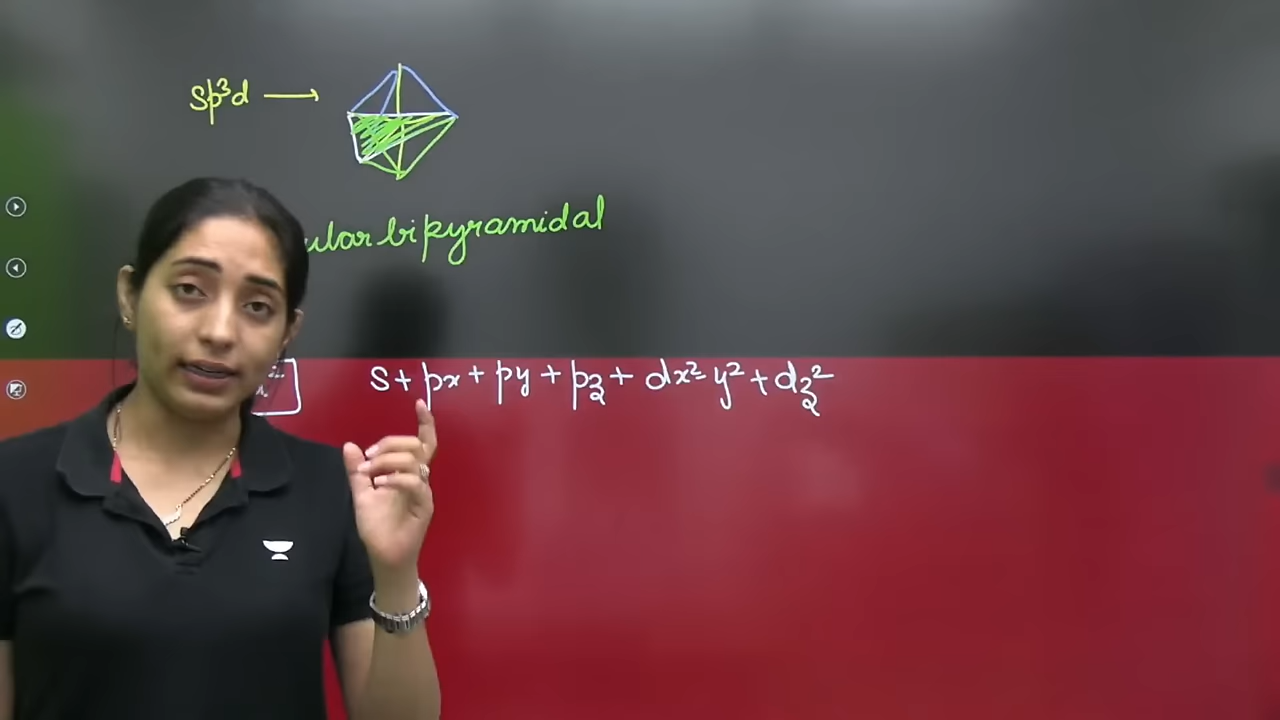 sp³d ⟶
ular bipyramidal
s + px + py + pz + dx²-y² + dz²